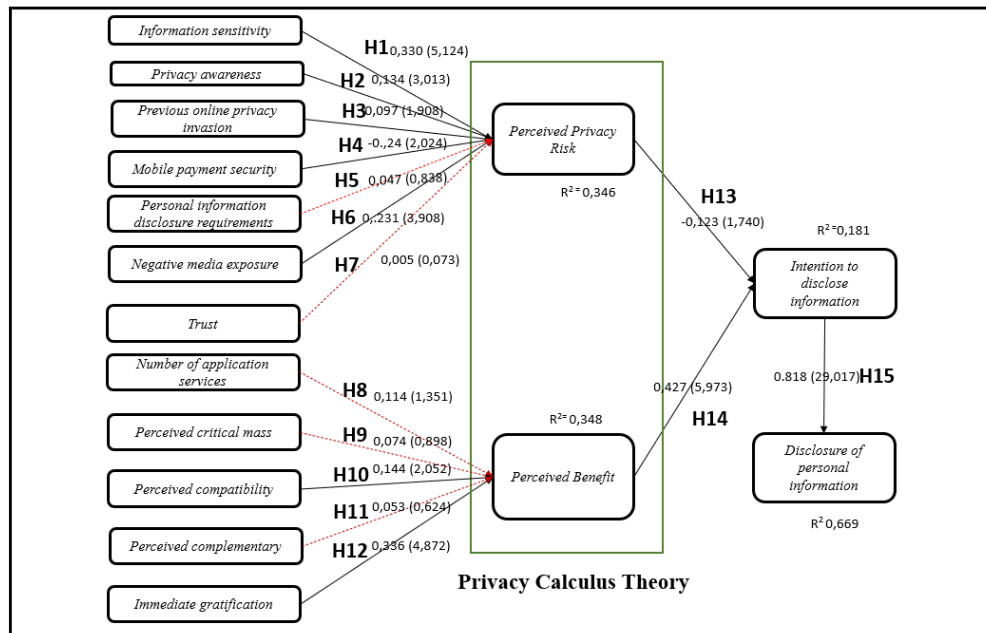 Information sensitivity
H1 0,330 (5,124)
Privacy awareness
H2 0,134 (3,013)
Previous online privacy
invasion
H3 0,097 (1,908)
Mobile payment security
H4 -0.,24 (2,024)
Personal information
disclosure requirements
H5 0,047 (0,838)
Negative media exposure
H6 0,.231 (3,908)
Trust
H7 0,005 (0,073)
Number of application
services
H8 0,114 (1,351)
Perceived critical mass
H9 0,074 (0,898)
Perceived compatibility
H10 0,144 (2,052)
Perceived complementary
H11 0,053 (0,624)
Immediate gratification
H12 0,336 (4,872)
Perceived Privacy
Risk
R² = 0,346
R²= 0,348
Perceived Benefit
Privacy Calculus Theory
H13
-0,123 (1,740)
0,427 (5,973)
H14
R² =0,181
Intention to
disclose
information
0.818 (29,017) H15
Disclosure of
personal
information
R² 0,669